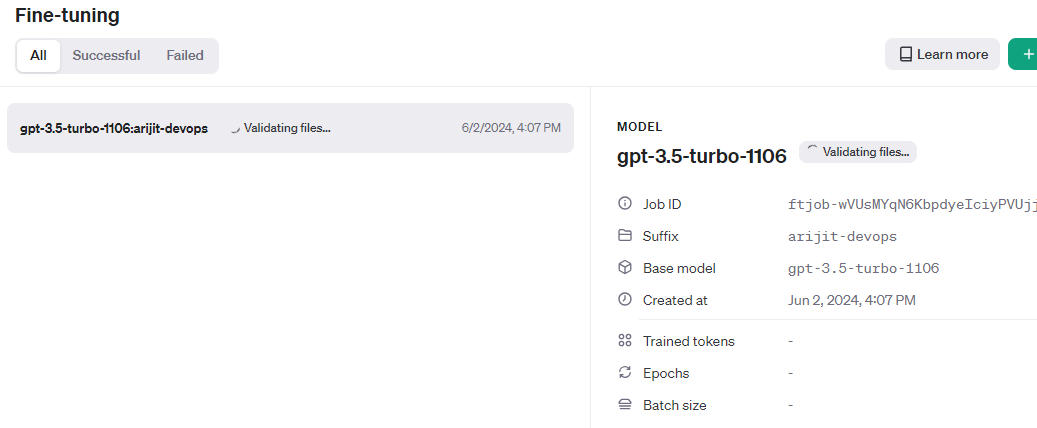 Fine-tuning
All Successful Failed
Learn more +
gpt-3.5-turbo-1106:arijit-devops Validating files... 6/2/2024, 4:07 PM
MODEL
gpt-3.5-turbo-1106 Validating files...
Job ID ftjob-wVUsMYqN6KbpdyeIciyPVUjj
Suffix arijit-devops
Base model gpt-3.5-turbo-1106
Created at Jun 2, 2024, 4:07 PM
Trained tokens -
Epochs -
Batch size -